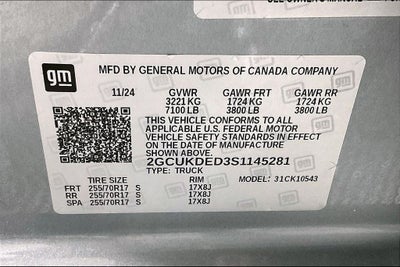 SEE OWNER'S MANUAL
gm
MFD BY GENERAL MOTORS OF CANADA COMPANY
11/24 GVWR GAWR FRT GAWR RR
3221 KG 1724 KG 1724 KG
7100 LB 3800 LB 3800 LB
THIS VEHICLE CONFORMS TO ALL
APPLICABLE U.S. FEDERAL MOTOR
VEHICLE SAFETY STANDARDS IN EFFECT
ON THE DATE OF MANUFACTURE SHOWN ABOVE.
2GCUKDED3S1145281
TYPE: TRUCK MODEL: 31CK10543
TIRE SIZE RIM
FRT 255/70R17 S 17X8J
RR 255/70R17 S 17X8J
SPA 255/70R17 S 17X8J